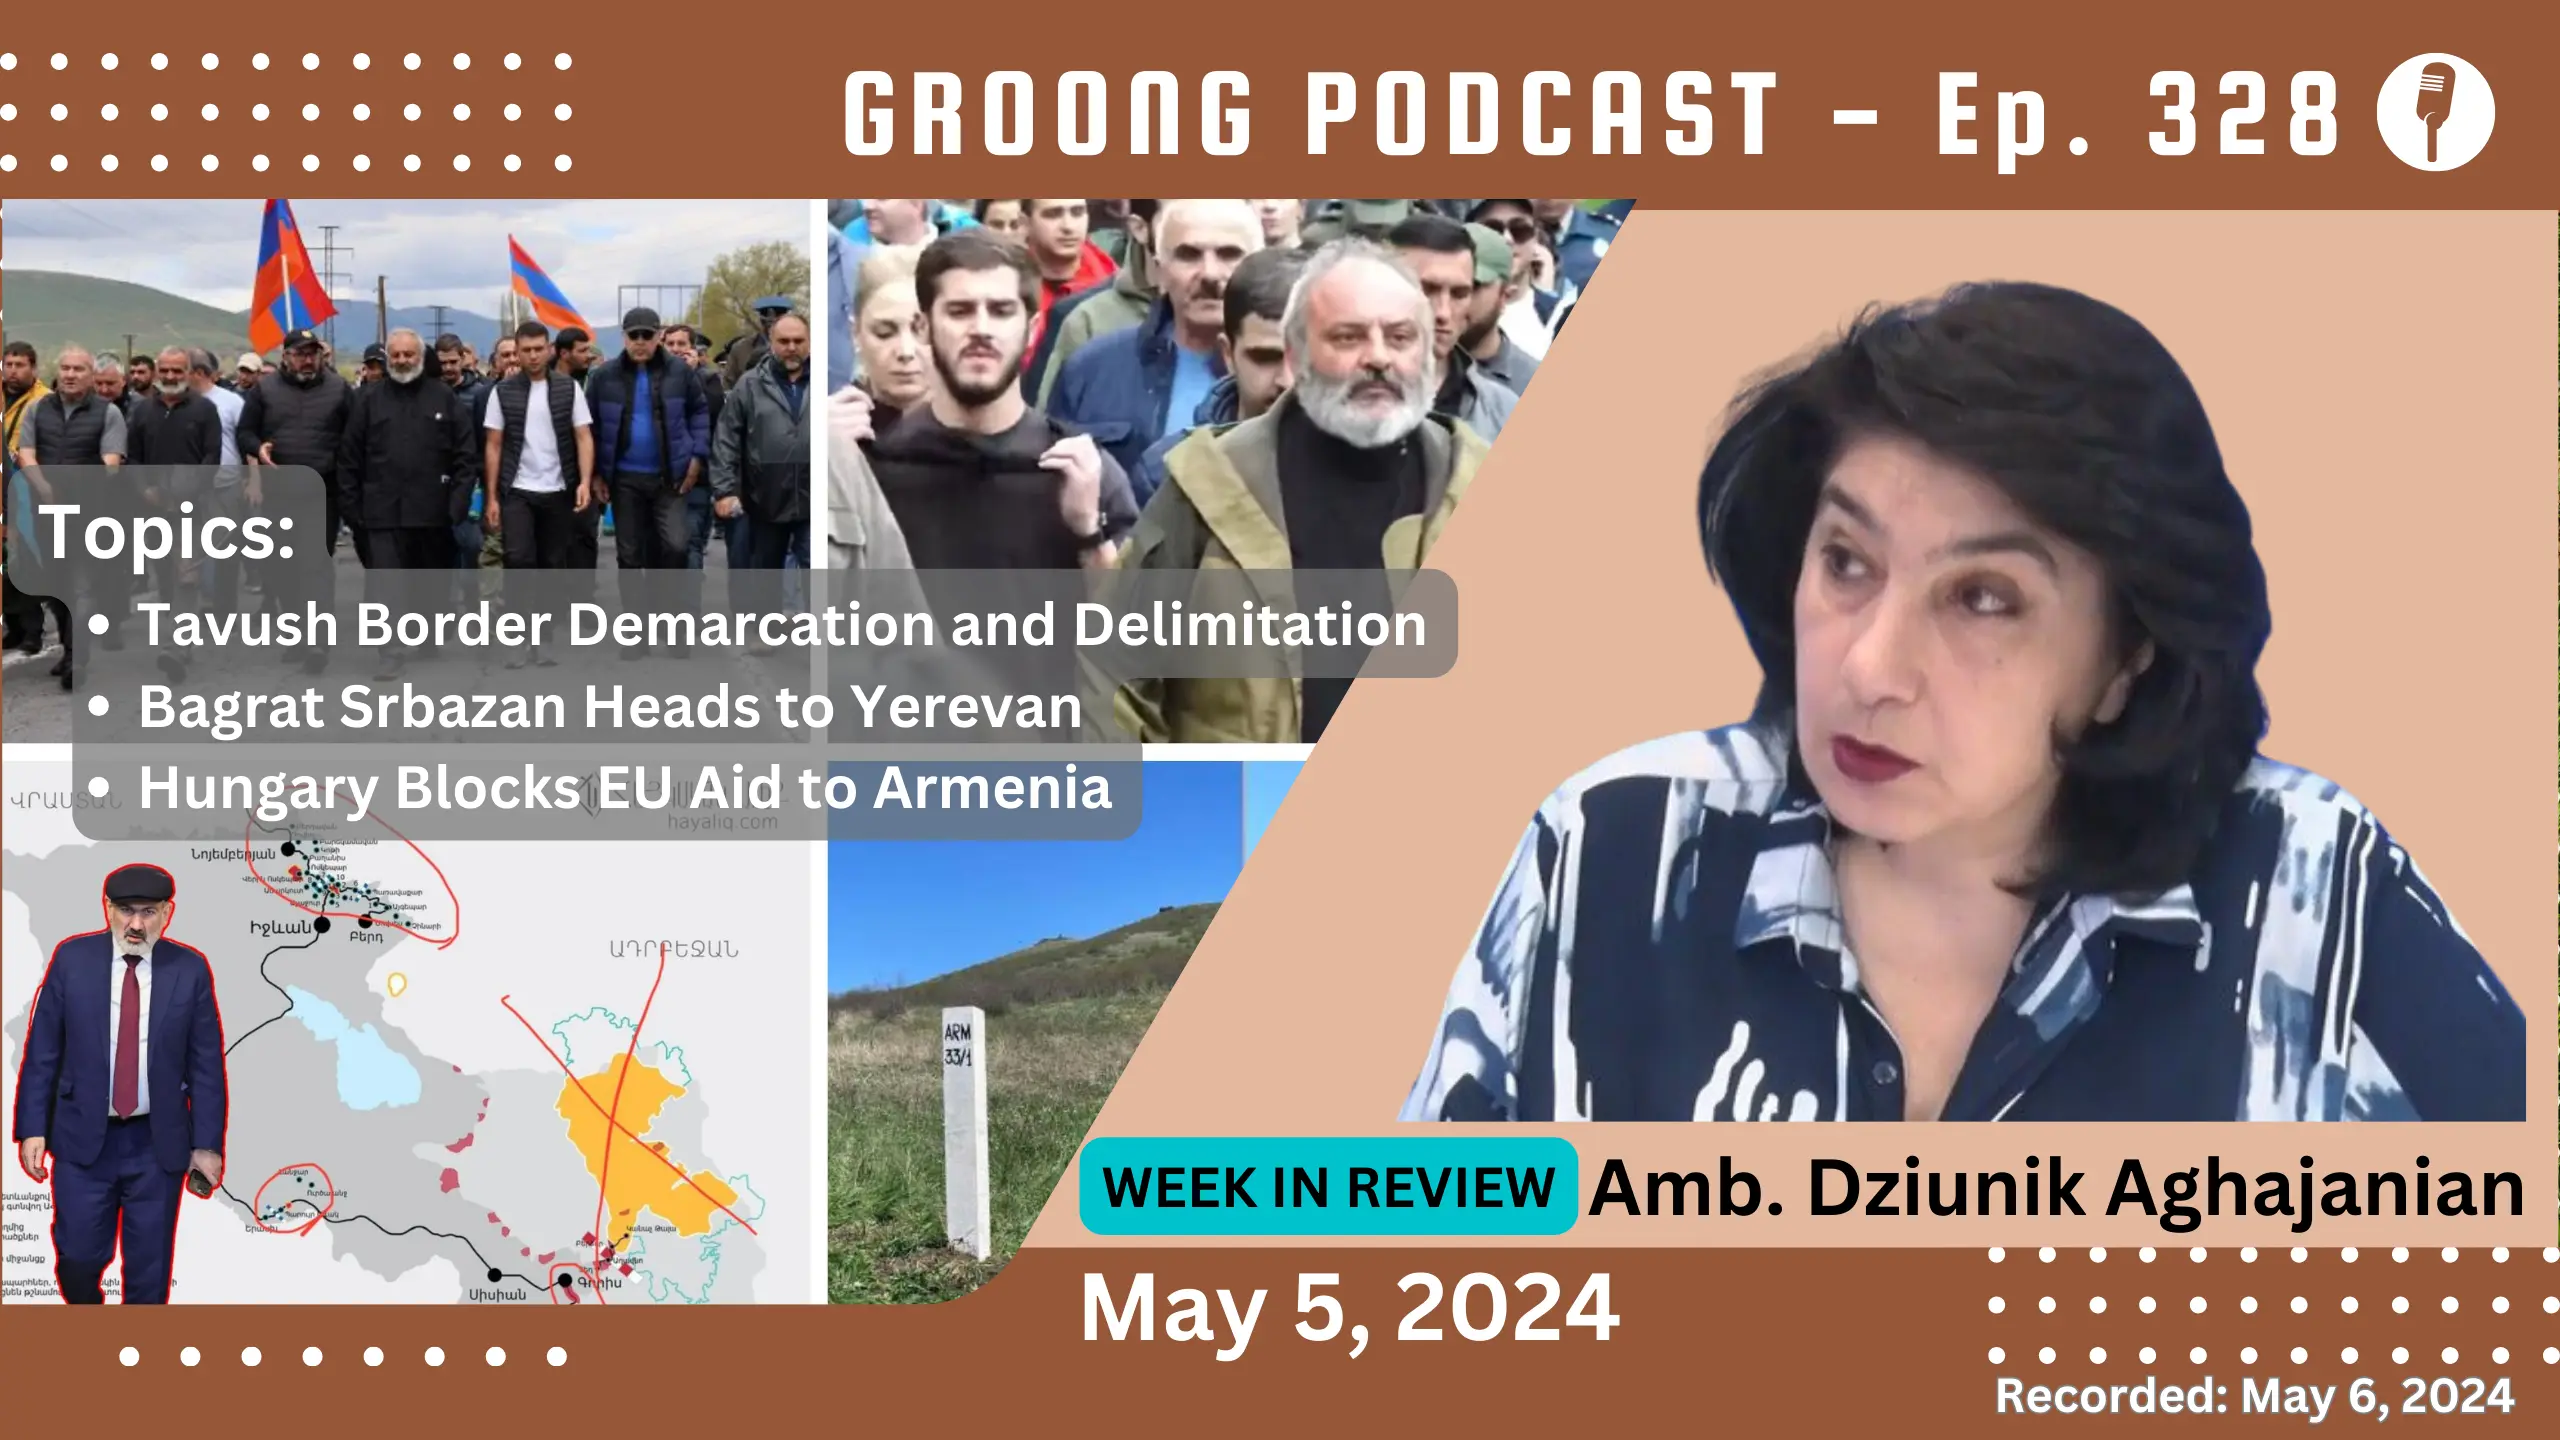 GROONG PODCAST - Ep. 328
Topics:
Tavush Border Demarcation and Delimitation
Bagrat Srbazan Heads to Yerevan
Hungary Blocks EU Aid to Armenia
ՎՐԱՍՏԱՆ
hayaliq.com
Նոյեմբերյան
Իջևան
Բերդ
ԱԴՐԲԵՋԱՆ
Սիսիան
Գորիս
ARM
33/1
WEEK IN REVIEW
Amb. Dziunik Aghajanian
May 5, 2024
Recorded: May 6, 2024